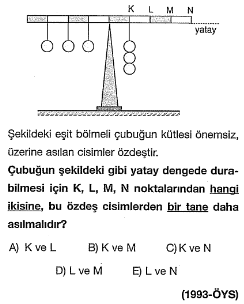 K L M N
yatay
Şekildeki eşit bölmeli çubuğun kütlesi önemsiz,
üzerine asılan cisimler özdeştir.
Çubuğun şekildeki gibi yatay dengede dura-
bilmesi için K, L, M, N noktalarından hangi
ikisine, bu özdeş cisimlerden bir tane daha
asılmalıdır?
A) K ve L B) K ve M C) K ve N
D) L ve M E) L ve N
(1993-ÖYS)